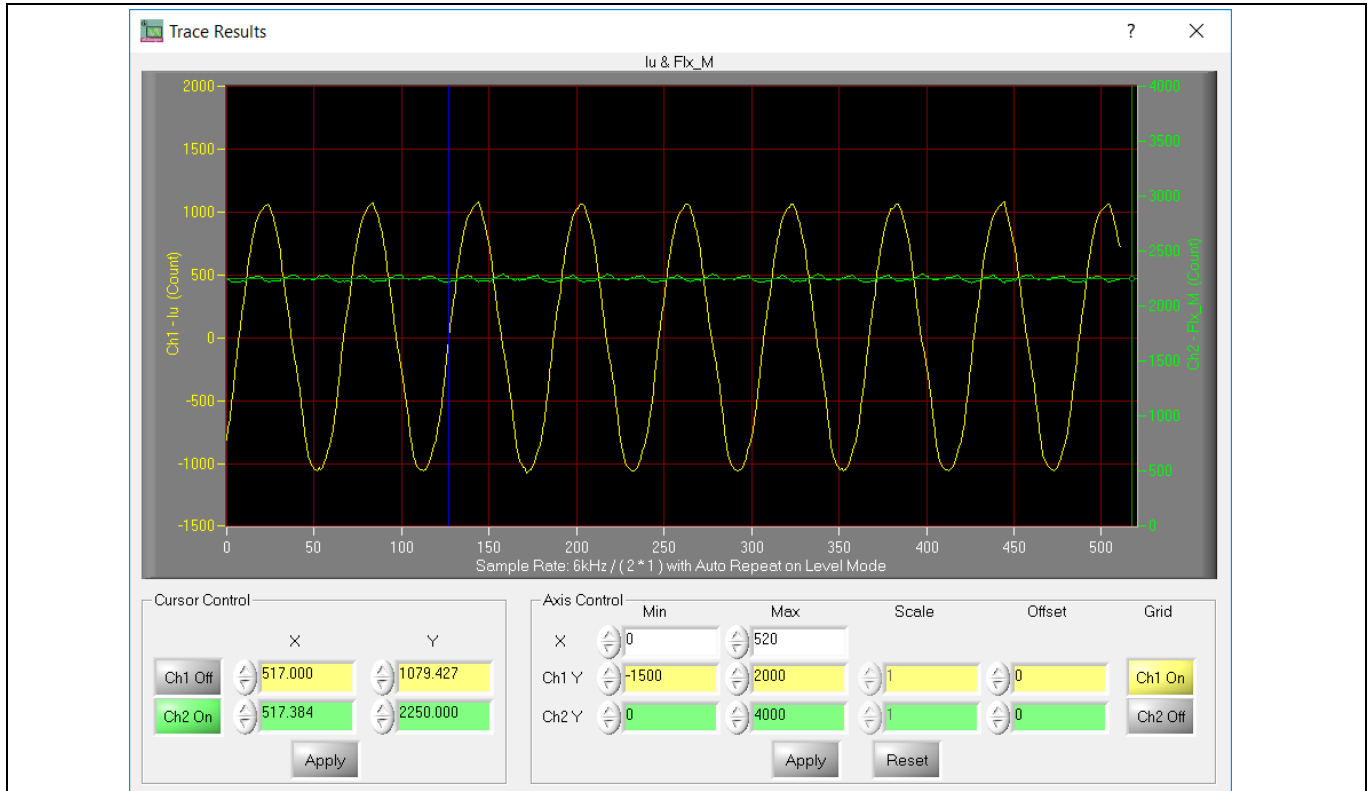 Trace Results
?
Iu & Flx_M
2000
1500
1000
500
0
-500
-1000
-1500
Ch1 - Iu (Count)
4000
3500
3000
2500
2000
1500
1000
500
0
Ch2 - Flx_M (Count)
0 50 100 150 200 250 300 350 400 450 500
Sample Rate: 6kHz / ( 2 * 1 ) with Auto Repeat on Level Mode
Cursor Control
X Y
Ch1 Off 517.000 1079.427
Ch2 On 517.384 2250.000
Apply
Axis Control
Min Max Scale Offset Grid
X 0 520
Ch1 Y -1500 2000 1 0 Ch1 On
Ch2 Y 0 4000 1 0 Ch2 Off
Apply Reset